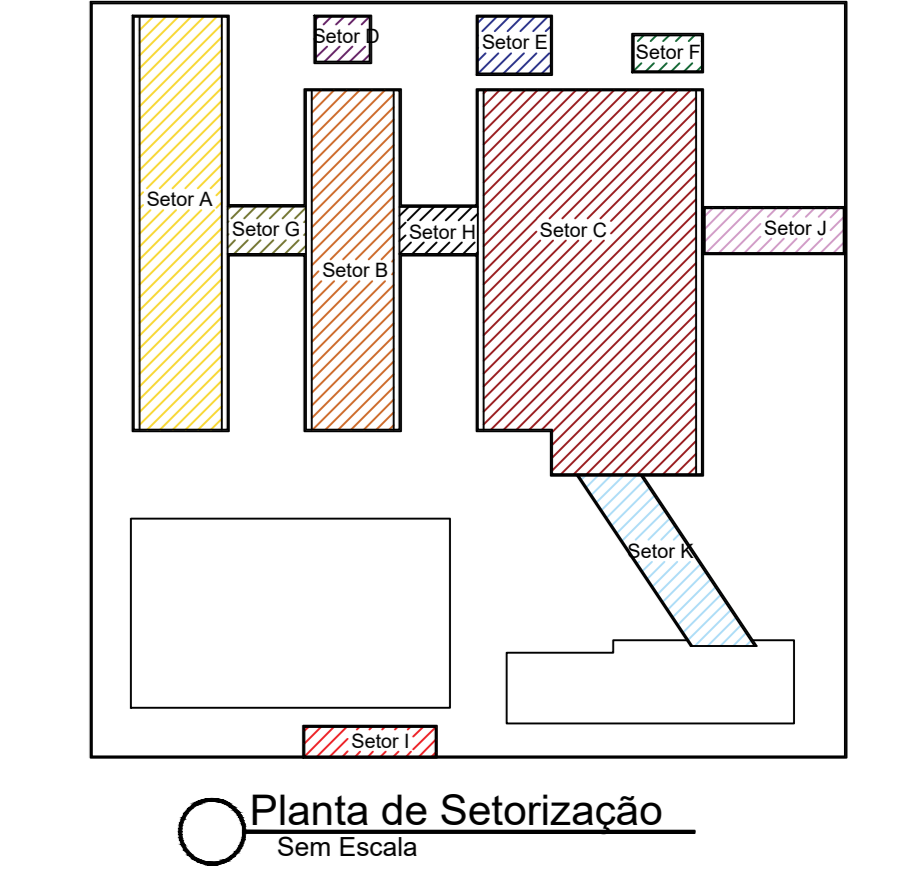 Setor D
Setor E
Setor F
Setor A
Setor G
Setor H
Setor C
Setor J
Setor B
Setor K
Setor I
Planta de Setorização
Sem Escala